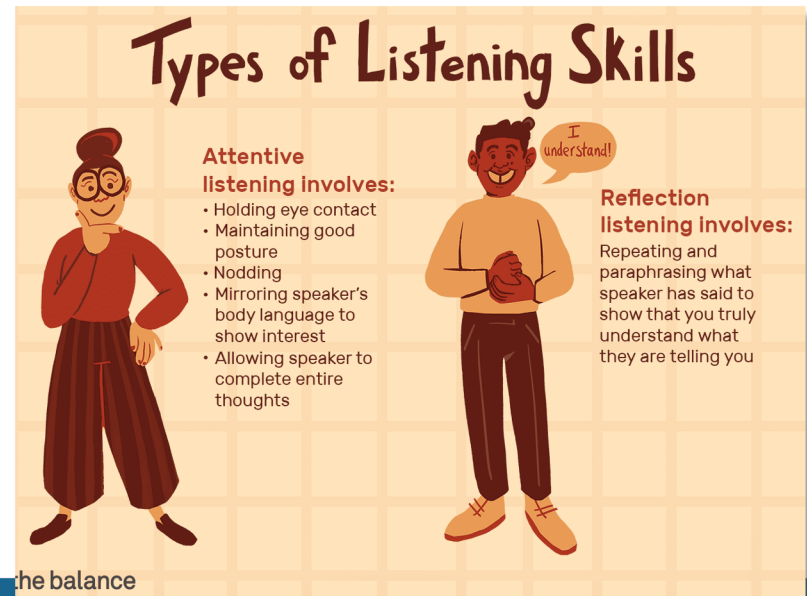 Types of Listening Skills
Attentive
listening involves:
• Holding eye contact
• Maintaining good
posture
• Nodding
• Mirroring speaker's
body language to
show interest
• Allowing speaker to
complete entire
thoughts
I
understand!
Reflection
listening involves:
Repeating and
paraphrasing what
speaker has said to
show that you truly
understand what
they are telling you
the balance